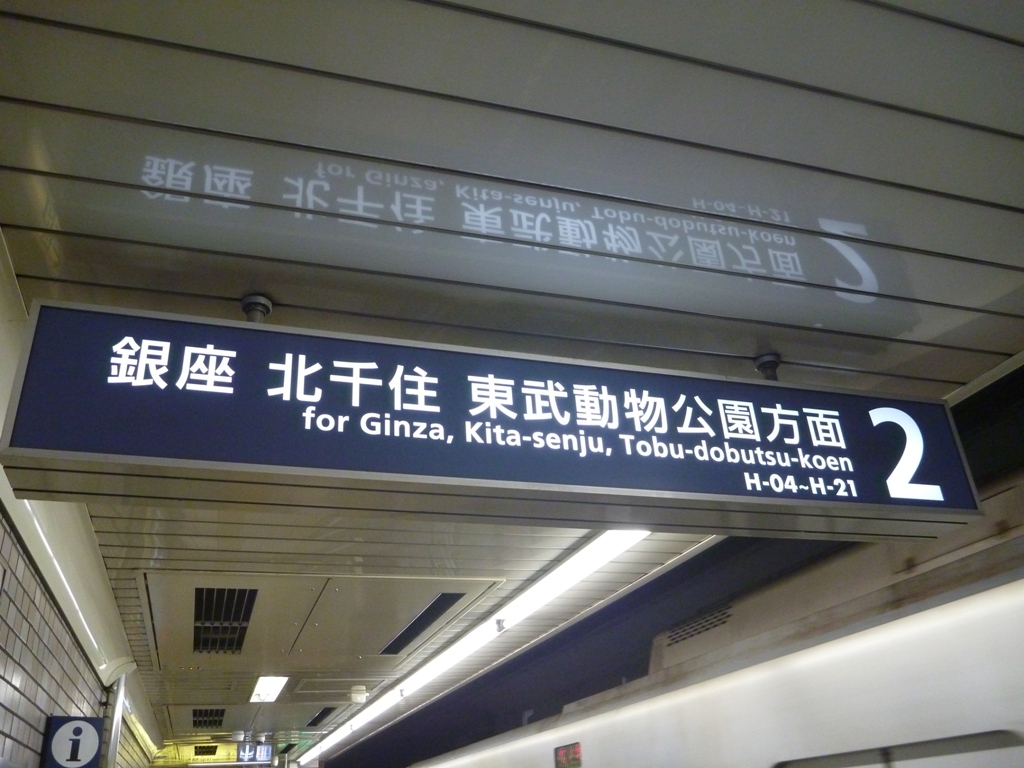 銀座 北千住 東武動物公園方面 2
for Ginza, Kita-senju, Tobu-dobutsu-koen
H-04~H-21
i